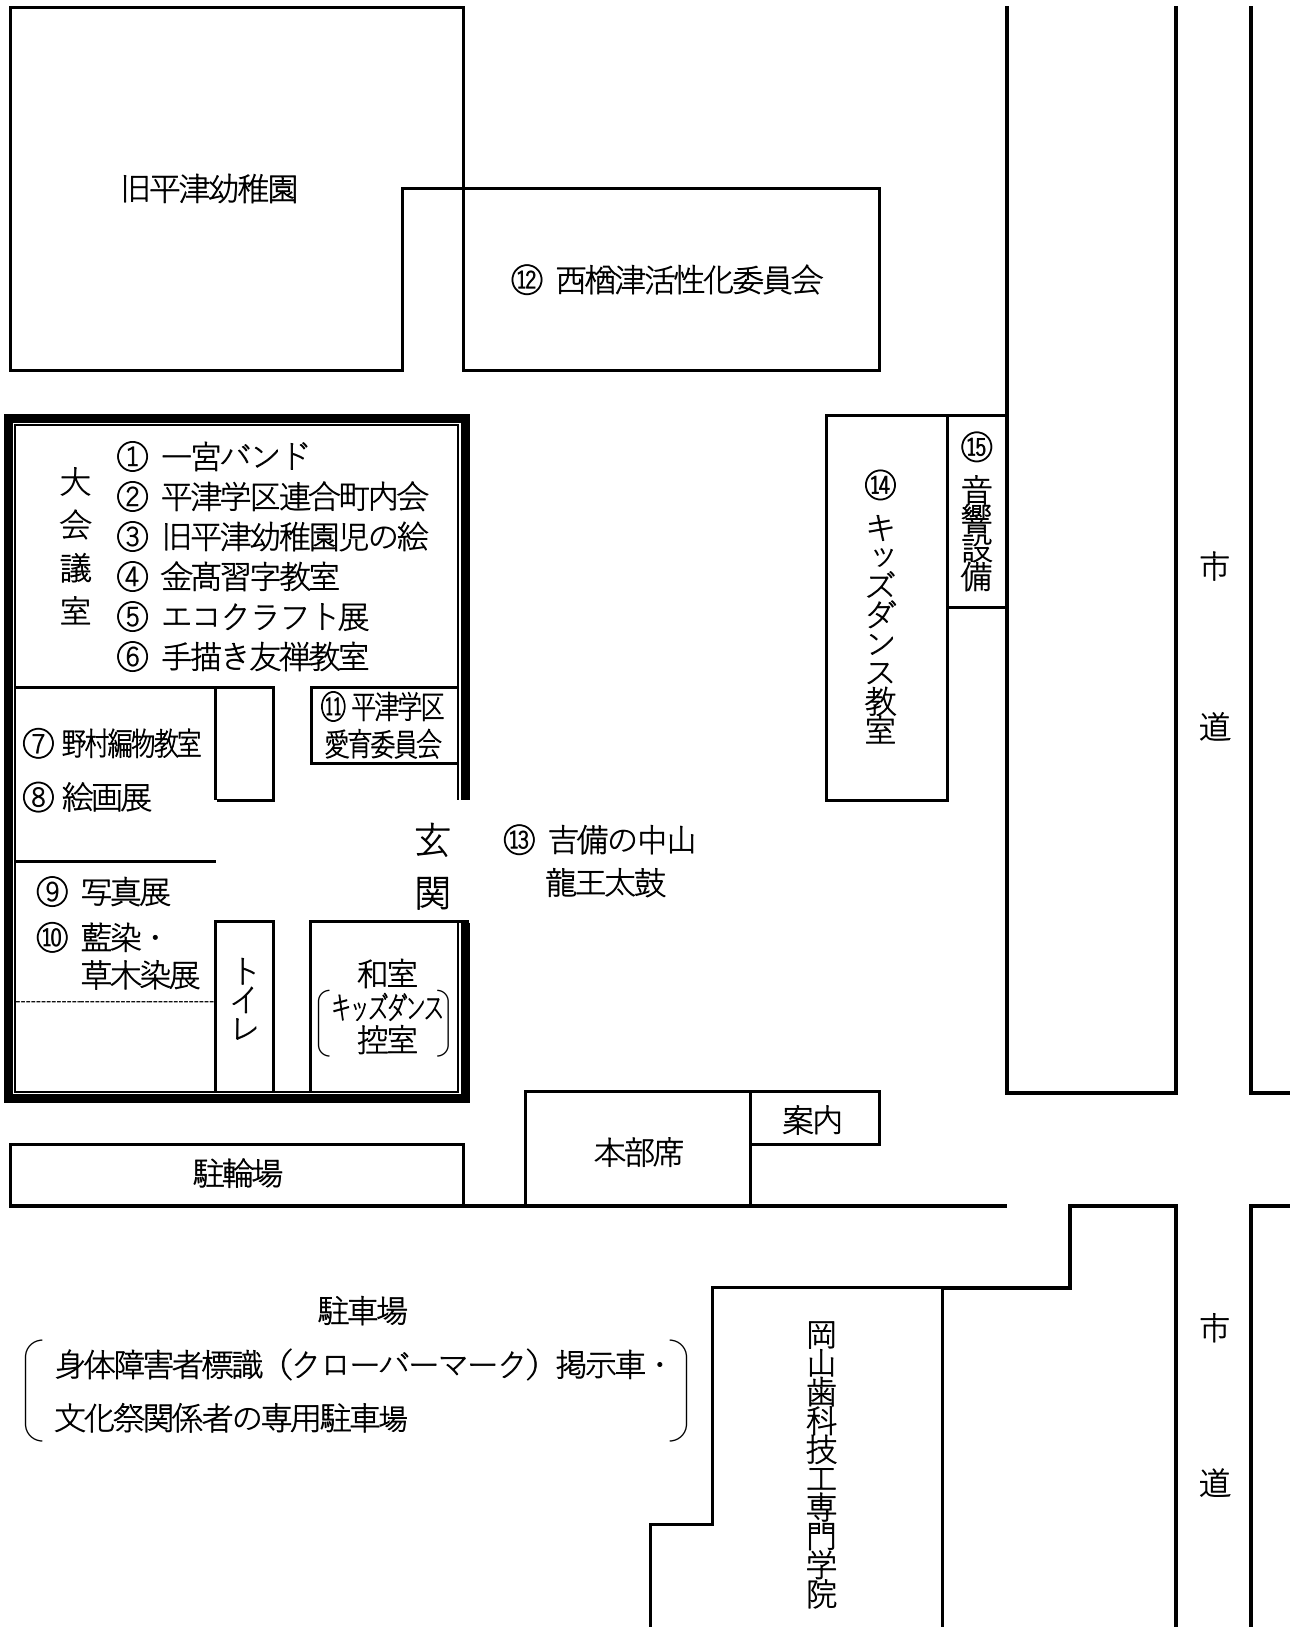 旧平津幼稚園
⑫ 西楢津活性化委員会
大会議室
① 一宮バンド
② 平津学区連合町内会
③ 旧平津幼稚園児の絵
④ 金髙習字教室
⑤ エコクラフト展
⑥ 手描き友禅教室
⑭ キッズダンス教室
⑮ 音響設備
市道
⑦ 野村編物教室
⑧ 絵画展
⑪ 平津学区
愛育委員会
玄関
⑬ 吉備の中山
龍王太鼓
⑨ 写真展
⑩ 藍染・
草木染展
トイレ
和室
キッズダンス
控室
本部席
案内
駐輪場
駐車場
身体障害者標識（クローバーマーク）掲示車・
文化祭関係者の専用駐車場
岡山歯科技工専門学院
市道